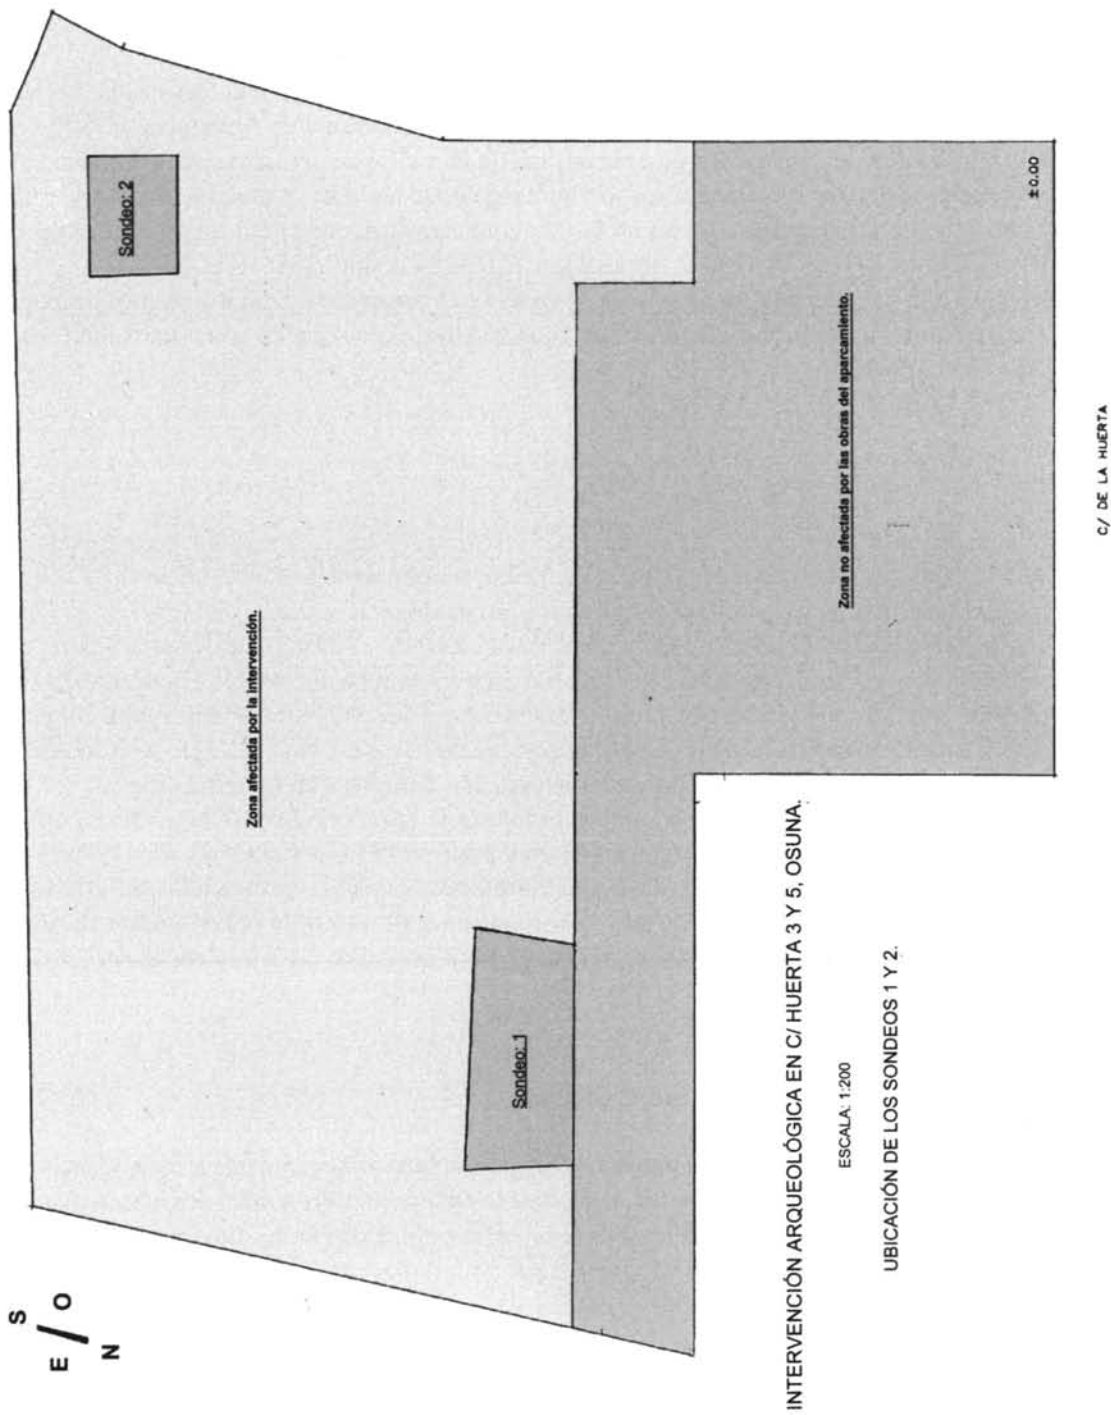 S
E / O
N
Sondeo: 2
Zona afectada por la intervención.
Sondeo: 1
Zona no afectada por las obras del aparcamiento.
±0.00
C/ DE LA HUERTA
INTERVENCIÓN ARQUEOLÓGICA EN C/ HUERTA 3 Y 5, OSUNA.
ESCALA: 1:200
UBICACIÓN DE LOS SONDEOS 1 Y 2.